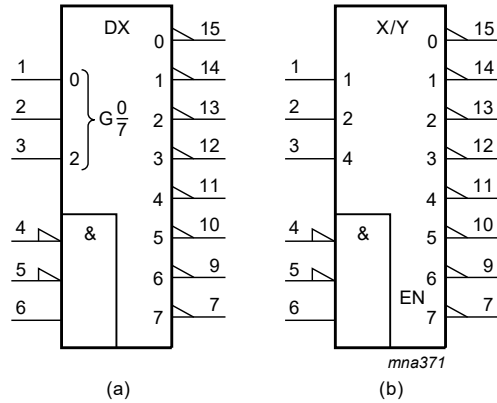 DX
0 15
1 0 1 14
2 G 0/7 2 13
3 2 3 12
4 11
4 & 5 10
5 6 9
6 7 7
(a)
X/Y
0 15
1 1 1 14
2 2 2 13
3 4 3 12
4 11
4 & 5 10
5 6 9
6 EN 7 7
mna371
(b)